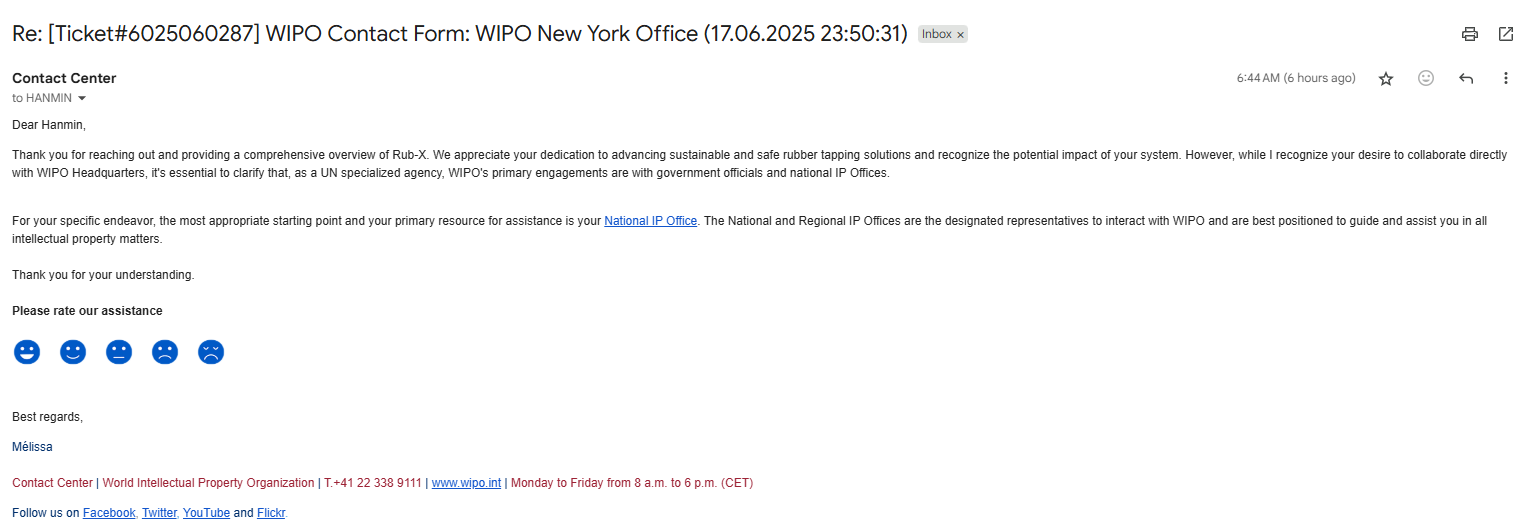 Re: [Ticket#6025060287] WIPO Contact Form: WIPO New York Office (17.06.2025 23:50:31) Inbox ×
Contact Center 6:44 AM (6 hours ago)
to HANMIN
Dear Hanmin,
Thank you for reaching out and providing a comprehensive overview of Rub-X. We appreciate your dedication to advancing sustainable and safe rubber tapping solutions and recognize the potential impact of your system. However, while I recognize your desire to collaborate directly
with WIPO Headquarters, it's essential to clarify that, as a UN specialized agency, WIPO's primary engagements are with government officials and national IP Offices.
For your specific endeavor, the most appropriate starting point and your primary resource for assistance is your National IP Office. The National and Regional IP Offices are the designated representatives to interact with WIPO and are best positioned to guide and assist you in all
intellectual property matters.
Thank you for your understanding.
Please rate our assistance
Best regards,
Mélissa
Contact Center | World Intellectual Property Organization | T.+41 22 338 9111 | www.wipo.int | Monday to Friday from 8 a.m. to 6 p.m. (CET)
Follow us on Facebook, Twitter, YouTube and Flickr.